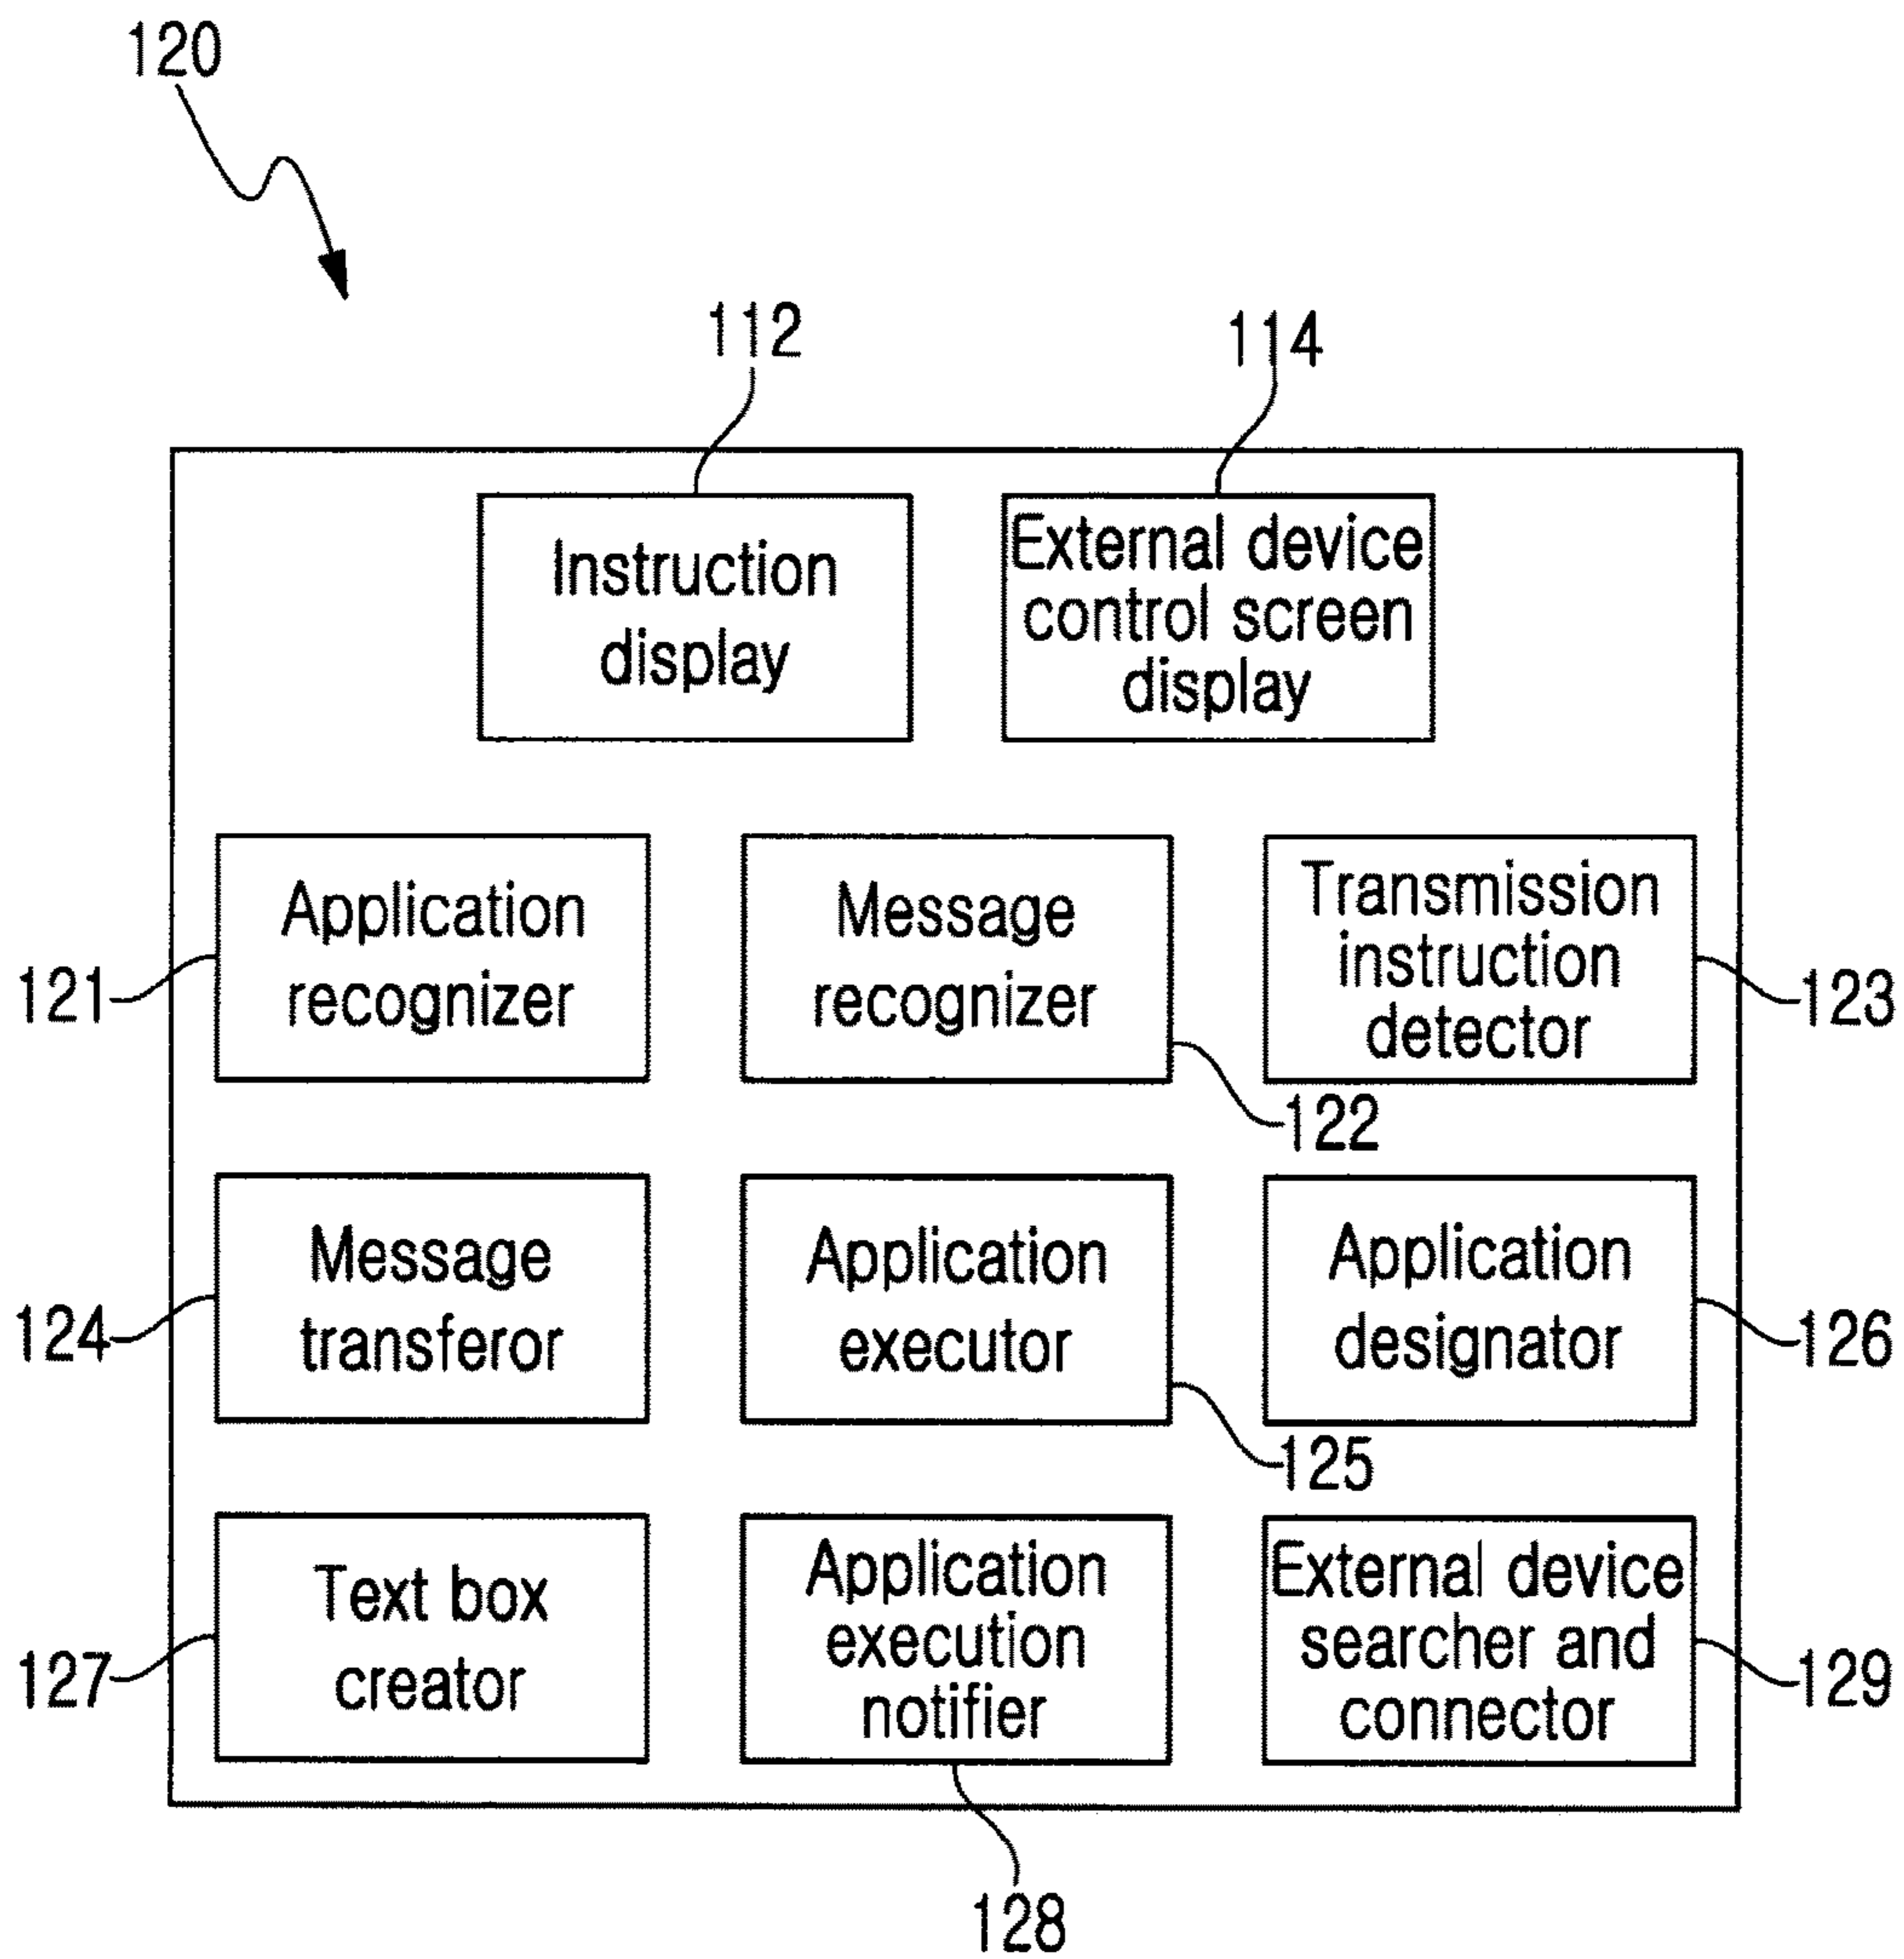 120
112
114
Instruction
display
External device
control screen
display
Application
recognizer
Message
recognizer
Transmission
instruction
detector
121
122
123
Message
transferor
Application
executor
Application
designator
124
125
126
Text box
creator
Application
execution
notifier
External device
searcher and
connector
127
128
129